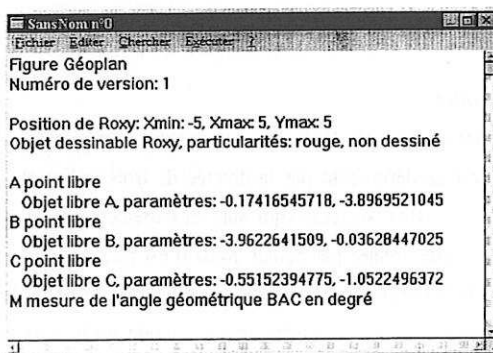 SansNom n°0
Fichier Editer Chercher Exécuter ?
Figure Géoplan
Numéro de version: 1
Position de Roxy: Xmin: -5, Xmax: 5, Ymax: 5
Objet dessinable Roxy, particularités: rouge, non dessiné
A point libre
Objet libre A, paramètres: -0.17416545718, -3.8969521045
B point libre
Objet libre B, paramètres: -3.9622641509, -0.03628447025
C point libre
Objet libre C, paramètres: -0.55152394775, -1.0522496372
M mesure de l'angle géométrique BAC en degré